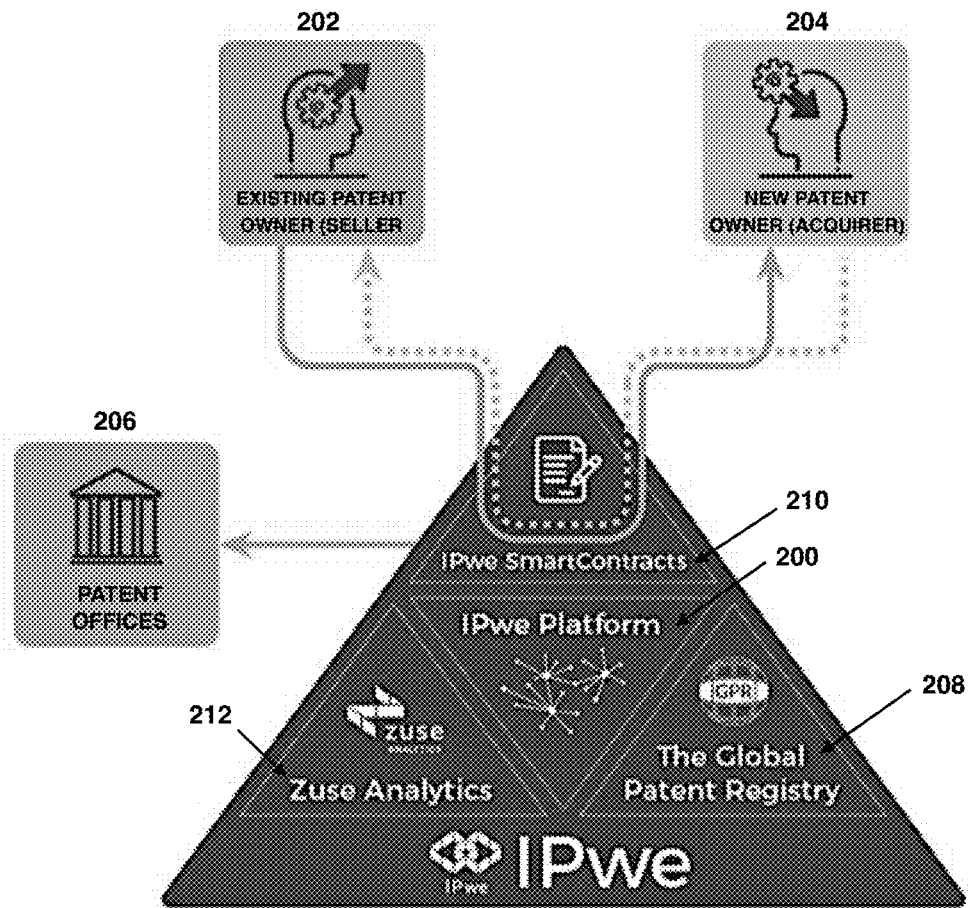 202
204
EXISTING PATENT
OWNER (SELLER
NEW PATENT
OWNER (ACQUIRER)
206
PATENT
OFFICES
210
IPwe SmartContracts
200
IPwe Platform
208
GPR
212
zuse
ANALYTICS
The Global
Patent Registry
Zuse Analytics
IPwe
IPwe